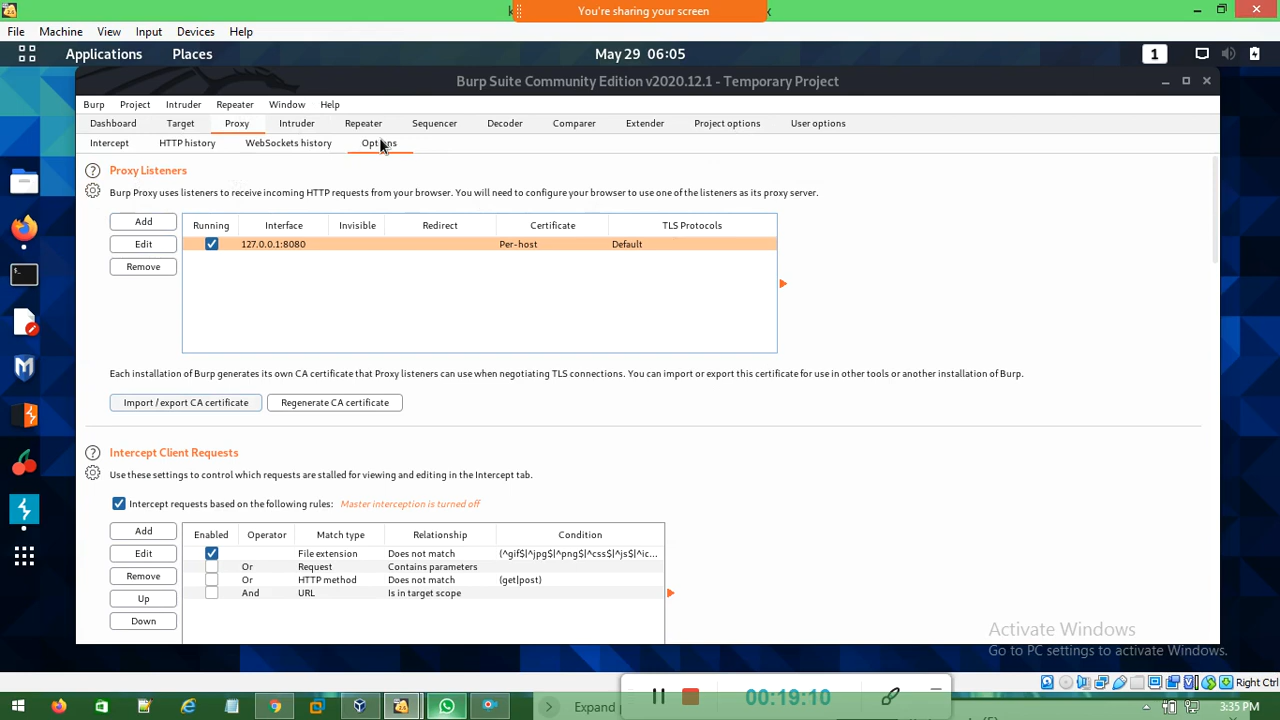 You're sharing your screen
File Machine View Input Devices Help
Applications Places May 29 06:05 1
Burp Suite Community Edition v2020.12.1 - Temporary Project
Burp Project Intruder Repeater Window Help
Dashboard Target Proxy Intruder Repeater Sequencer Decoder Comparer Extender Project options User options
Intercept HTTP history WebSockets history Options
? Proxy Listeners
Burp Proxy uses listeners to receive incoming HTTP requests from your browser. You will need to configure your browser to use one of the listeners as its proxy server.
Add Running Interface Invisible Redirect Certificate TLS Protocols
Edit 127.0.0.1:8080 Per-host Default
Remove
Each installation of Burp generates its own CA certificate that Proxy listeners can use when negotiating TLS connections. You can import or export this certificate for use in other tools or another installation of Burp.
Import / export CA certificate Regenerate CA certificate
? Intercept Client Requests
Use these settings to control which requests are stalled for viewing and editing in the Intercept tab.
Intercept requests based on the following rules: Master interception is turned off
Add Enabled Operator Match type Relationship Condition
Edit File extension Does not match (^gif$|^jpg$|^png$|^css$|^js$|^ic...
Or Request Contains parameters
Remove Or HTTP method Does not match (get|post)
And URL Is in target scope
Up
Down
Activate Windows
Go to PC settings to activate Windows.
Right Ctrl
00:19:10
Expand
3:35 PM